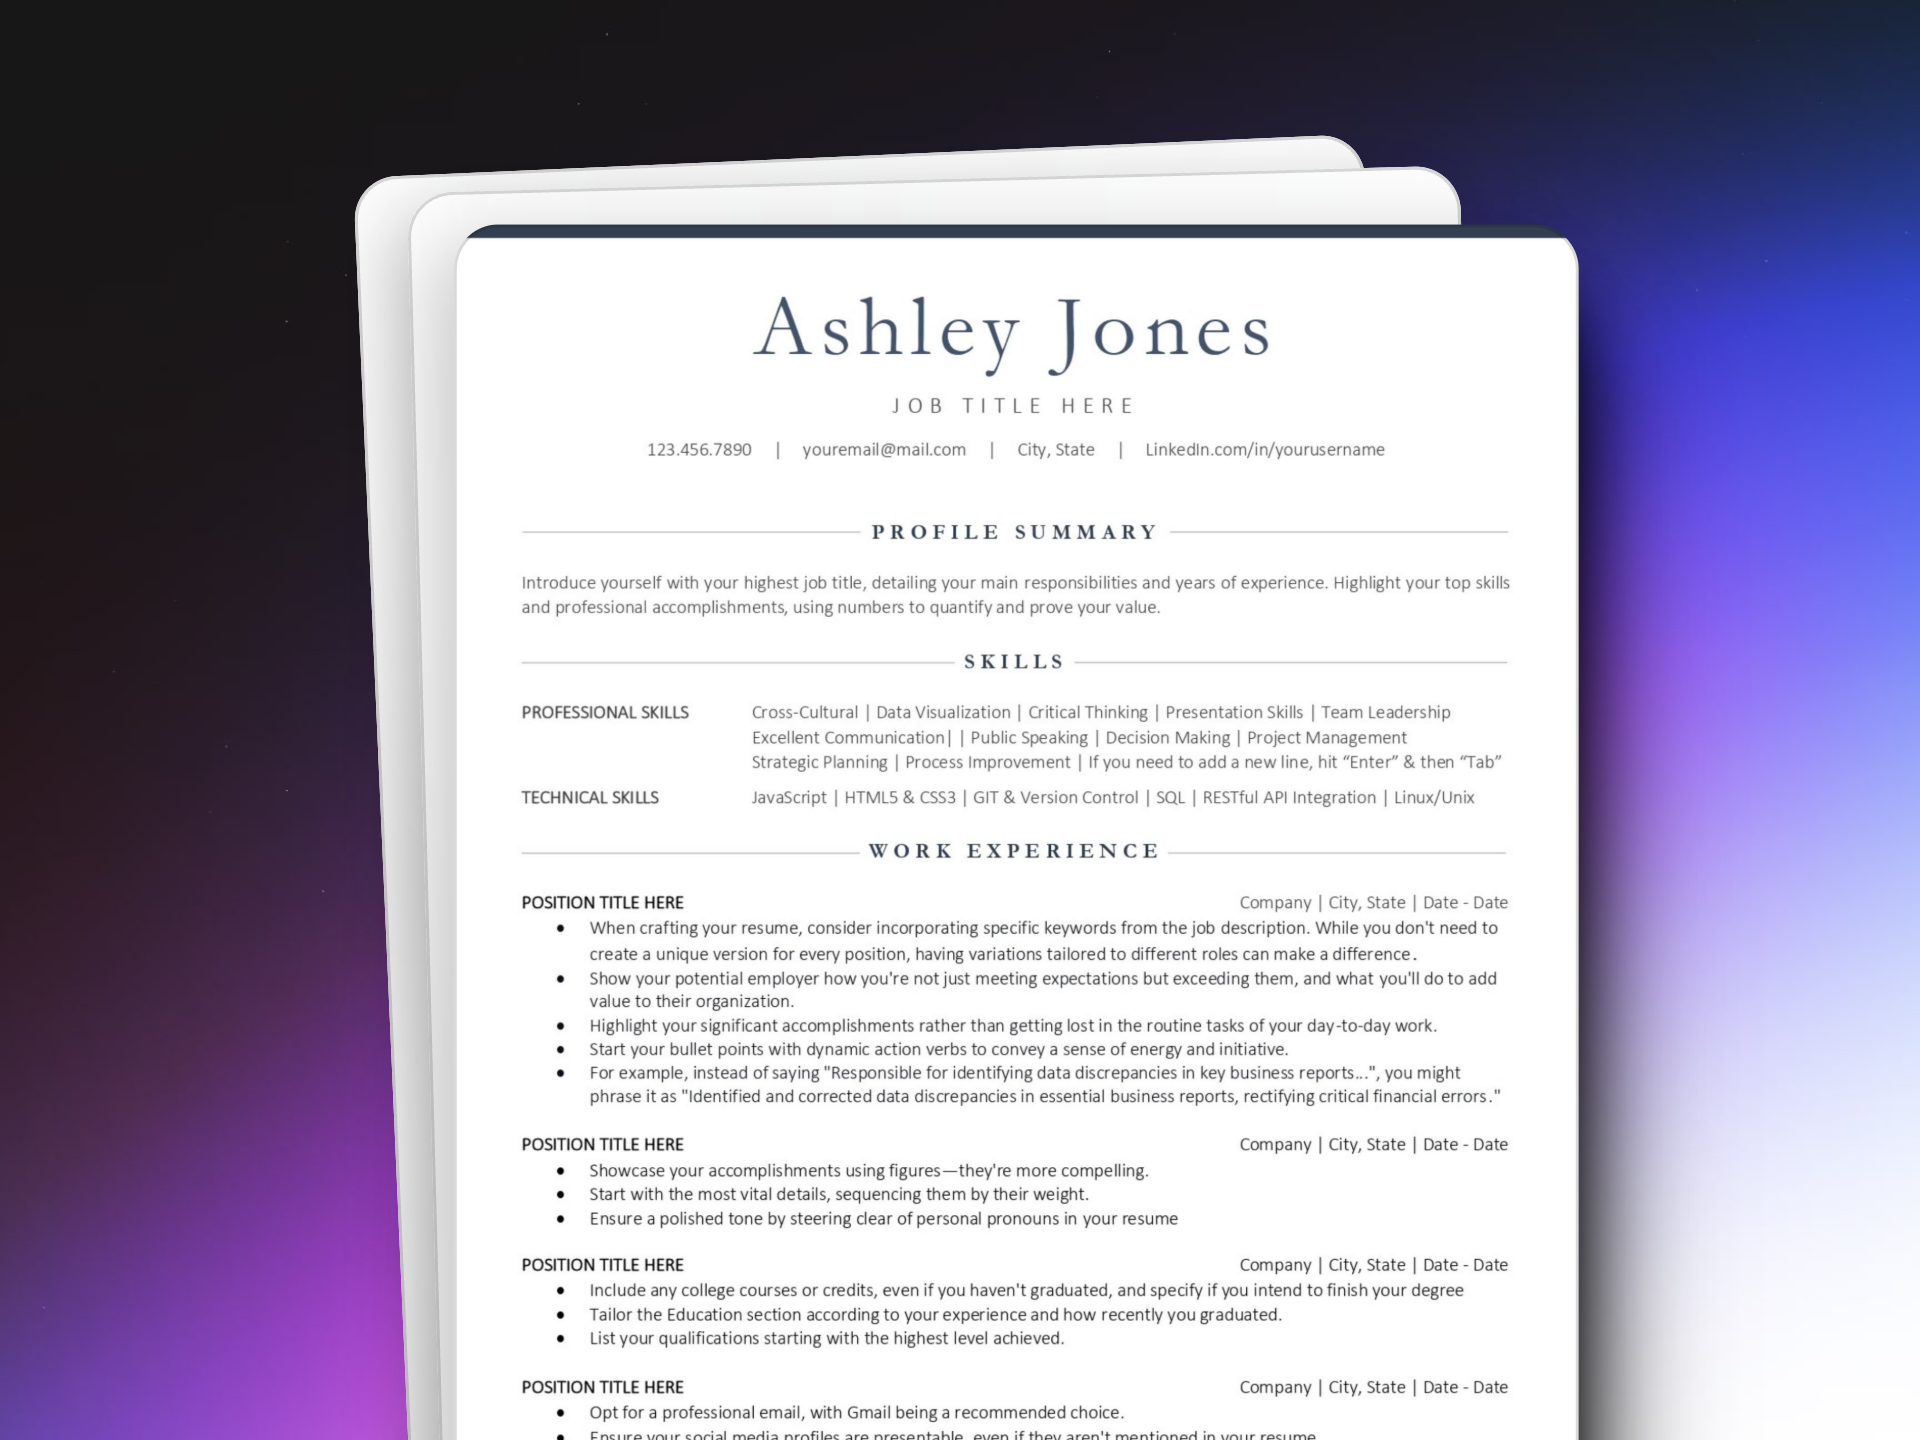 Ashley Jones
JOB TITLE HERE
123.456.7890 | youremail@mail.com | City, State | LinkedIn.com/in/yourusername
PROFILE SUMMARY
Introduce yourself with your highest job title, detailing your main responsibilities and years of experience. Highlight your top skills
and professional accomplishments, using numbers to quantify and prove your value.
SKILLS
PROFESSIONAL SKILLS Cross-Cultural | Data Visualization | Critical Thinking | Presentation Skills | Team Leadership
Excellent Communication| | Public Speaking | Decision Making | Project Management
Strategic Planning | Process Improvement | If you need to add a new line, hit “Enter” & then “Tab”
TECHNICAL SKILLS JavaScript | HTML5 & CSS3 | GIT & Version Control | SQL | RESTful API Integration | Linux/Unix
WORK EXPERIENCE
POSITION TITLE HERE Company | City, State | Date - Date
• When crafting your resume, consider incorporating specific keywords from the job description. While you don't need to
create a unique version for every position, having variations tailored to different roles can make a difference.
• Show your potential employer how you're not just meeting expectations but exceeding them, and what you'll do to add
value to their organization.
• Highlight your significant accomplishments rather than getting lost in the routine tasks of your day-to-day work.
• Start your bullet points with dynamic action verbs to convey a sense of energy and initiative.
• For example, instead of saying "Responsible for identifying data discrepancies in key business reports...", you might
phrase it as "Identified and corrected data discrepancies in essential business reports, rectifying critical financial errors."
POSITION TITLE HERE Company | City, State | Date - Date
• Showcase your accomplishments using figures—they're more compelling.
• Start with the most vital details, sequencing them by their weight.
• Ensure a polished tone by steering clear of personal pronouns in your resume
POSITION TITLE HERE Company | City, State | Date - Date
• Include any college courses or credits, even if you haven't graduated, and specify if you intend to finish your degree
• Tailor the Education section according to your experience and how recently you graduated.
• List your qualifications starting with the highest level achieved.
POSITION TITLE HERE Company | City, State | Date - Date
• Opt for a professional email, with Gmail being a recommended choice.
• Ensure your social media profiles are presentable, even if they aren't mentioned in your resume.